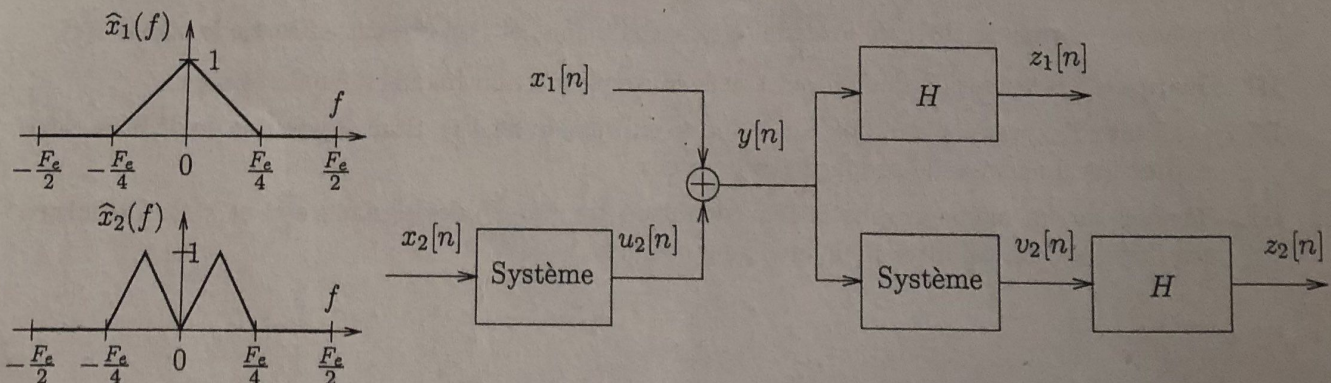 x̂₁(f)
1
f
-Fₑ/2 -Fₑ/4 0 Fₑ/4 Fₑ/2
x̂₂(f)
1
f
-Fₑ/2 -Fₑ/4 0 Fₑ/4 Fₑ/2
x₁[n]
x₂[n]
Système
u₂[n]
+
y[n]
H
z₁[n]
Système
v₂[n]
H
z₂[n]